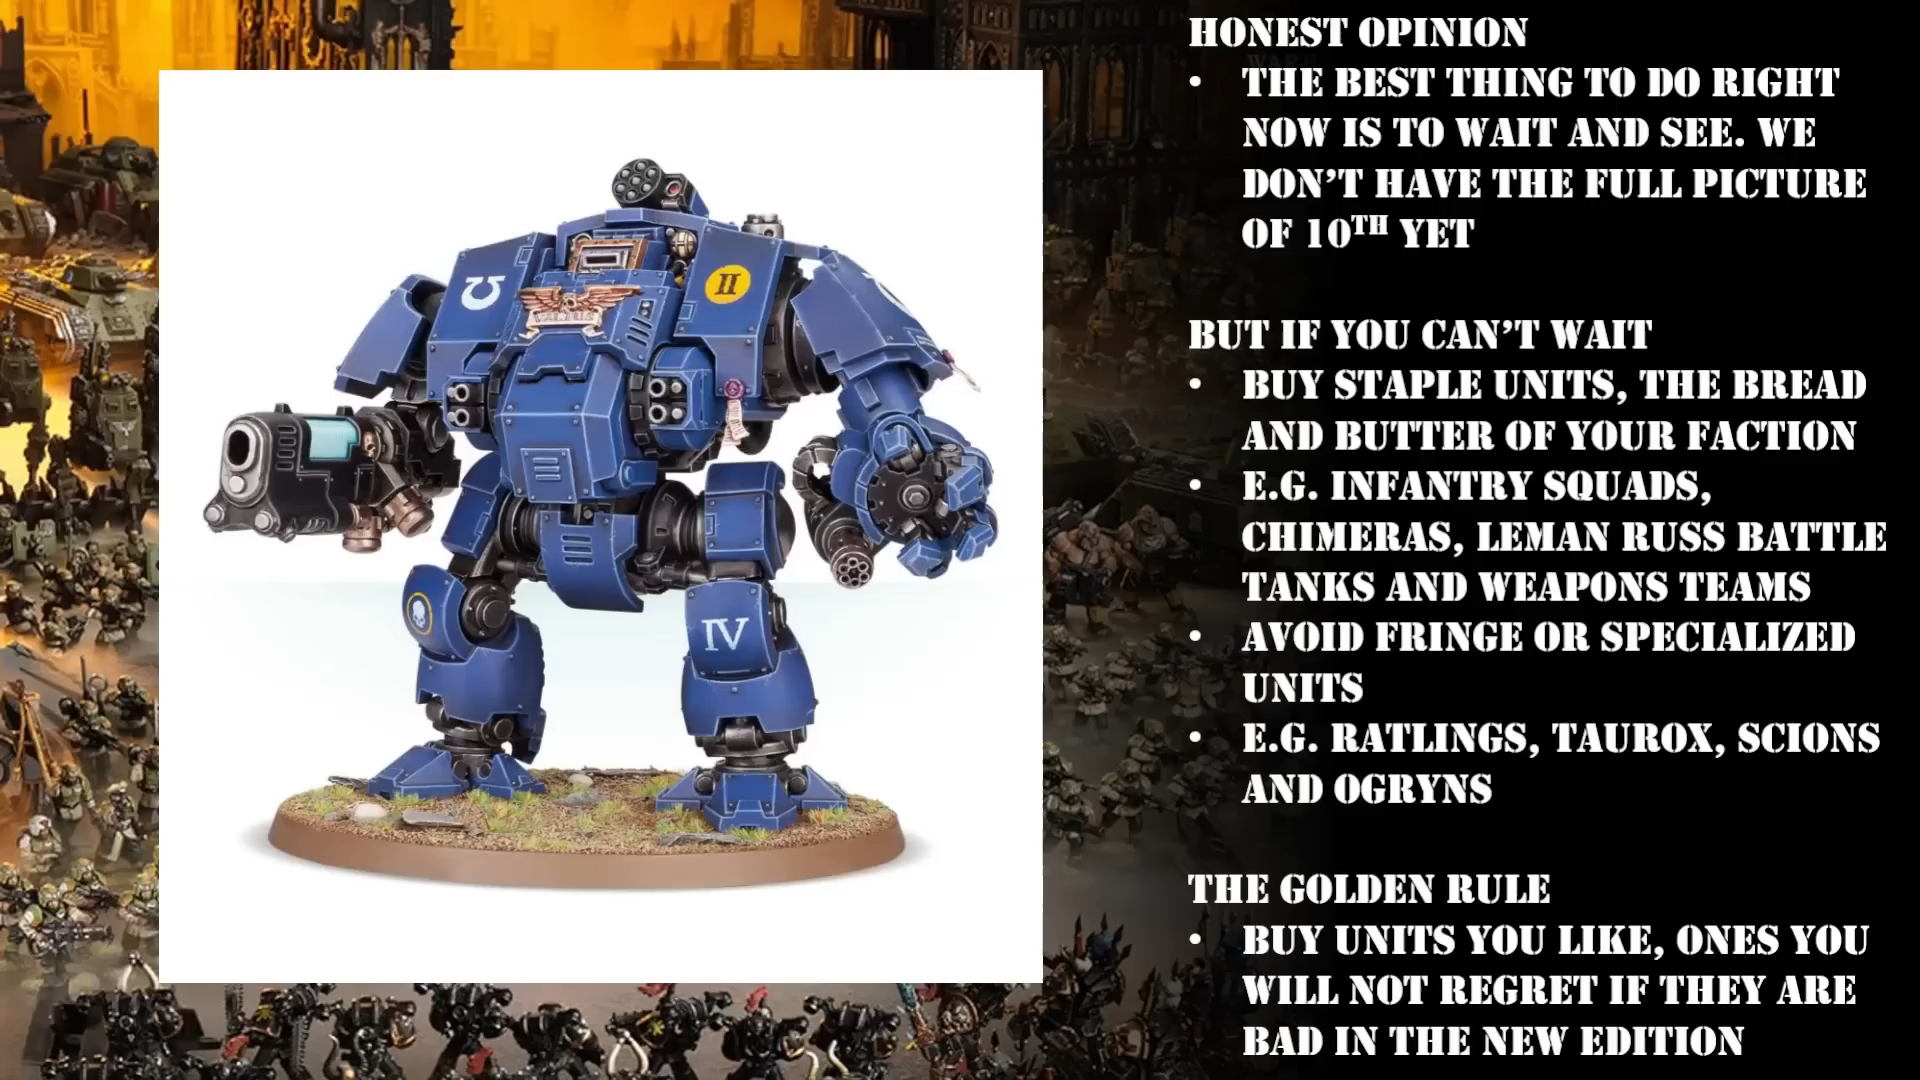 HONEST OPINION
• THE BEST THING TO DO RIGHT
NOW IS TO WAIT AND SEE. WE
DON'T HAVE THE FULL PICTURE
OF 10TH YET
BUT IF YOU CAN'T WAIT
• BUY STAPLE UNITS, THE BREAD
AND BUTTER OF YOUR FACTION
• E.G. INFANTRY SQUADS,
CHIMERAS, LEMAN RUSS BATTLE
TANKS AND WEAPONS TEAMS
• AVOID FRINGE OR SPECIALIZED
UNITS
• E.G. RATLINGS, TAUROX, SCIONS
AND OGRYNS
THE GOLDEN RULE
• BUY UNITS YOU LIKE, ONES YOU
WILL NOT REGRET IF THEY ARE
BAD IN THE NEW EDITION
II
IV